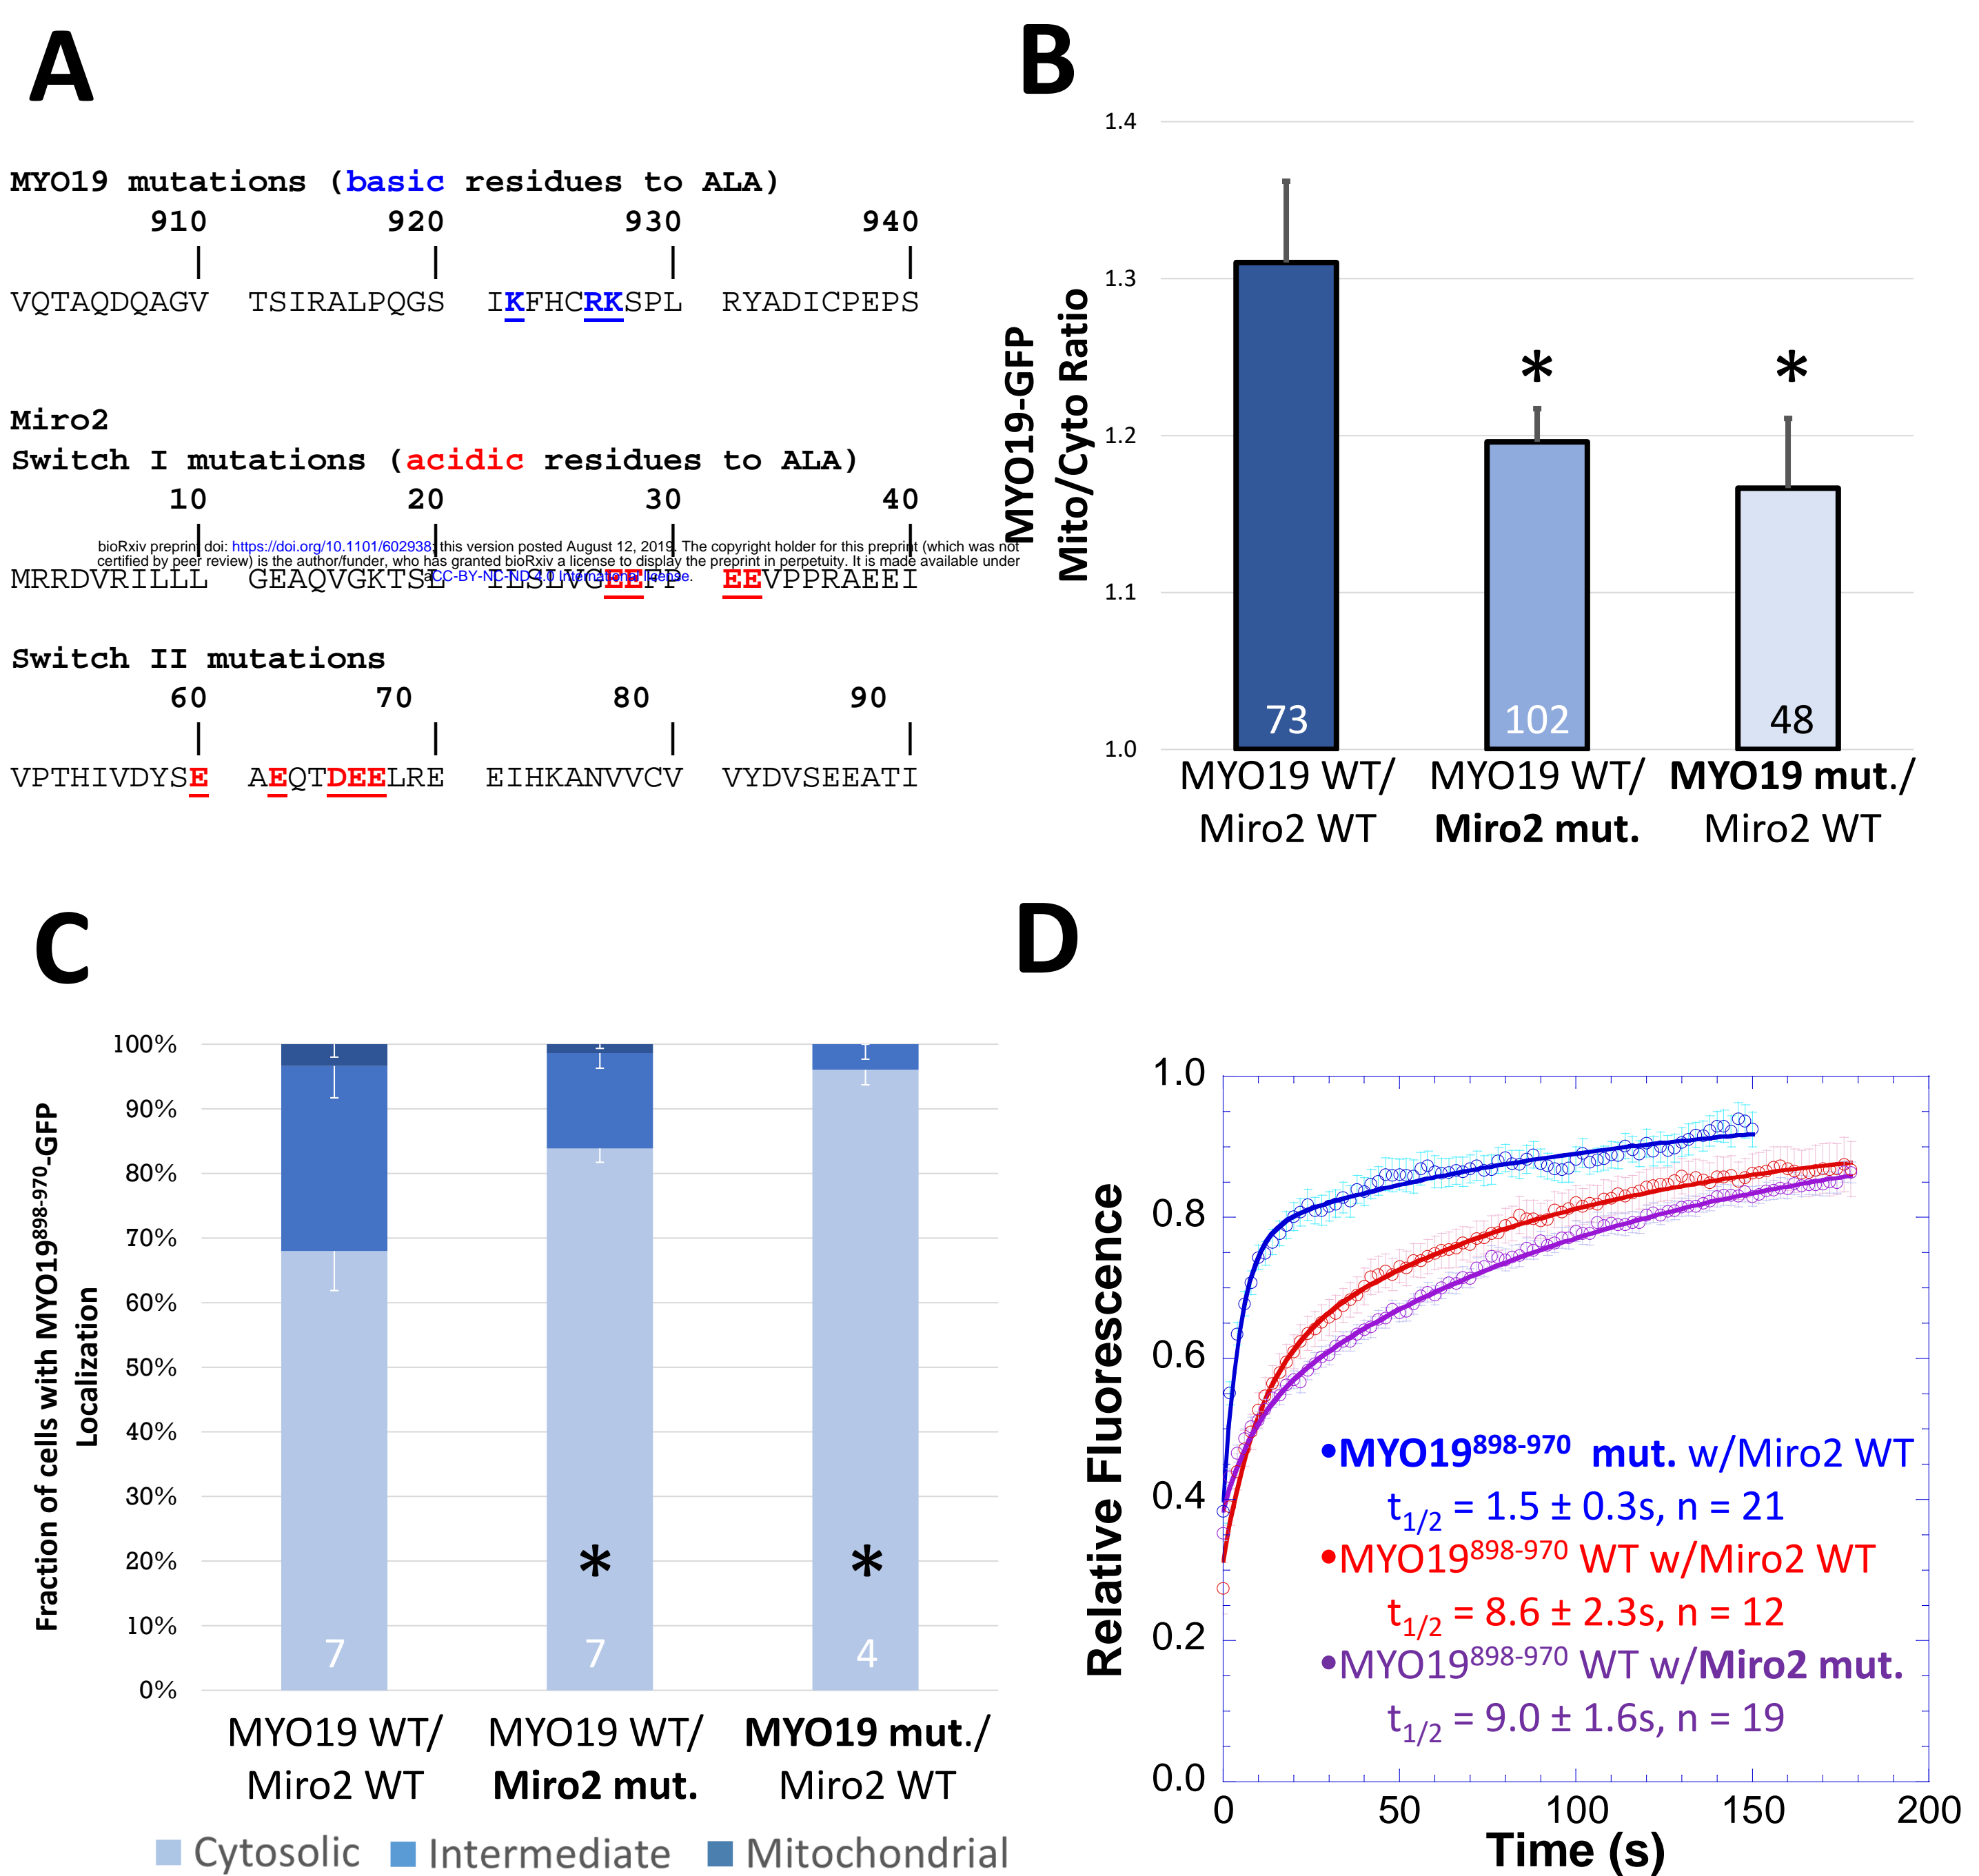 A
MYO19 mutations (basic residues to ALA)
910 920 930 940
VQTAQDQAGV TSIRALPQGS IKFHCRKSPL RYADICPEPS
Miro2
Switch I mutations (acidic residues to ALA)
10 20 30 40
bioRxiv preprint doi: https://doi.org/10.1101/602938; this version posted August 12, 2019. The copyright holder for this preprint (which was not
certified by peer review) is the author/funder, who has granted bioRxiv a license to display the preprint in perpetuity. It is made available under
aCC-BY-NC-ND 4.0 International license.
MRRDVRILLL GEAQVGKTSL ILSLVGEEFP EEVPPRAEEI
Switch II mutations
60 70 80 90
VPTHIVDYSE AEQTDEELRE EIHKANVVCV VYDVSEEATI
B
MYO19-GFP
Mito/Cyto Ratio
1.4
1.3
1.2
1.1
1.0
* *
73 102 48
MYO19 WT/ MYO19 WT/ MYO19 mut./
Miro2 WT Miro2 mut. Miro2 WT
C
Fraction of cells with MYO19898-970-GFP
Localization
100%
90%
80%
70%
60%
50%
40%
30%
20%
10%
0%
* *
7 7 4
MYO19 WT/ MYO19 WT/ MYO19 mut./
Miro2 WT Miro2 mut. Miro2 WT
Cytosolic Intermediate Mitochondrial
D
Relative Fluorescence
1.0
0.8
0.6
0.4
0.2
0.0
•MYO19898-970 mut. w/Miro2 WT
t1/2 = 1.5 ± 0.3s, n = 21
•MYO19898-970 WT w/Miro2 WT
t1/2 = 8.6 ± 2.3s, n = 12
•MYO19898-970 WT w/Miro2 mut.
t1/2 = 9.0 ± 1.6s, n = 19
0 50 100 150 200
Time (s)